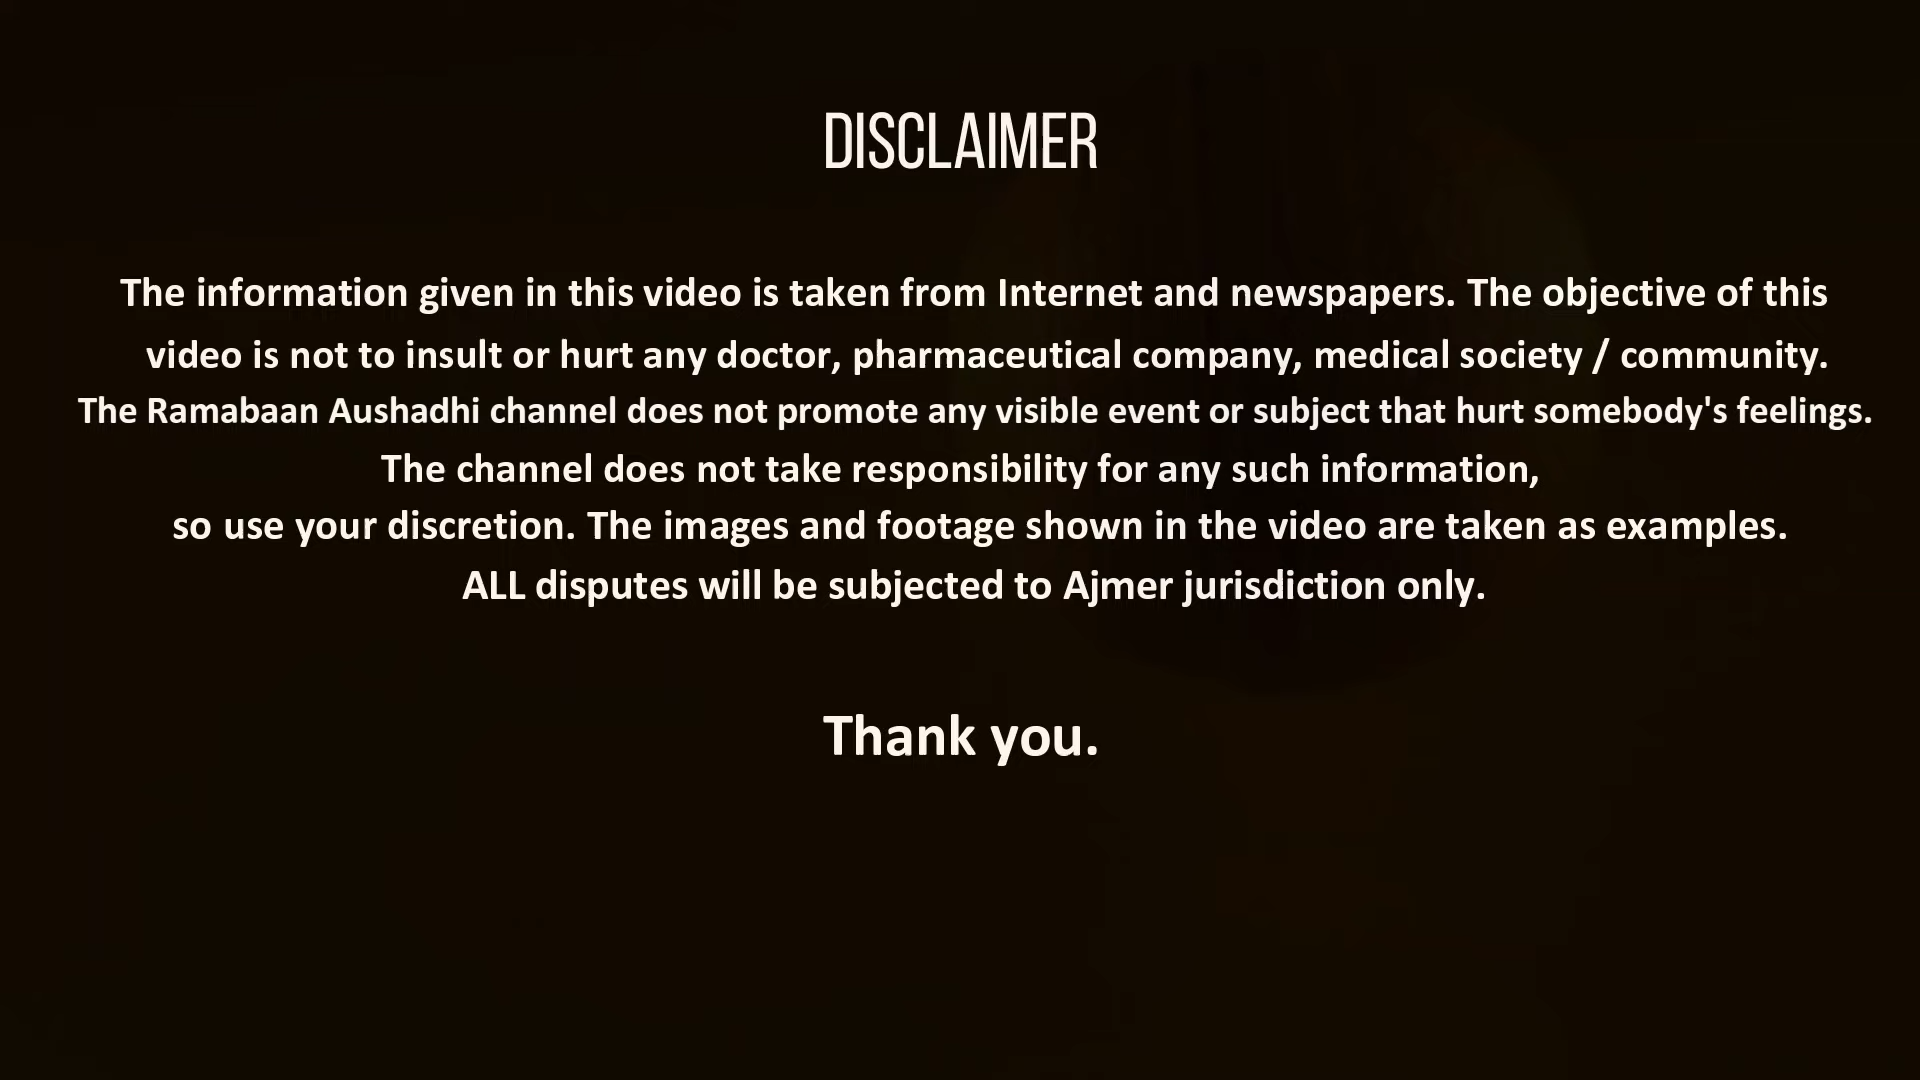 DISCLAIMER
The information given in this video is taken from Internet and newspapers. The objective of this
video is not to insult or hurt any doctor, pharmaceutical company, medical society / community.
The Ramabaan Aushadhi channel does not promote any visible event or subject that hurt somebody's feelings.
The channel does not take responsibility for any such information,
so use your discretion. The images and footage shown in the video are taken as examples.
ALL disputes will be subjected to Ajmer jurisdiction only.
Thank you.